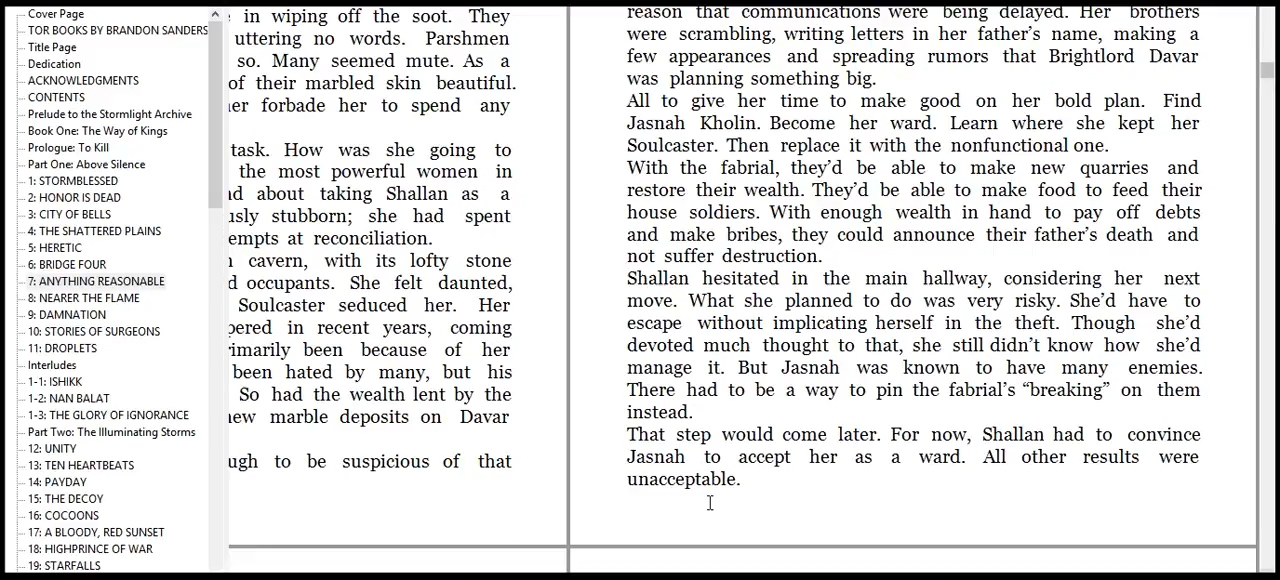 Cover Page
TOR BOOKS BY BRANDON SANDERS
Title Page
Dedication
ACKNOWLEDGMENTS
CONTENTS
Prelude to the Stormlight Archive
Book One: The Way of Kings
Prologue: To Kill
Part One: Above Silence
1: STORMBLESSED
2: HONOR IS DEAD
3: CITY OF BELLS
4: THE SHATTERED PLAINS
5: HERETIC
6: BRIDGE FOUR
7: ANYTHING REASONABLE
8: NEARER THE FLAME
9: DAMNATION
10: STORIES OF SURGEONS
11: DROPLETS
Interludes
1-1: ISHIKK
1-2: NAN BALAT
1-3: THE GLORY OF IGNORANCE
Part Two: The Illuminating Storms
12: UNITY
13: TEN HEARTBEATS
14: PAYDAY
15: THE DECOY
16: COCOONS
17: A BLOODY, RED SUNSET
18: HIGHPRINCE OF WAR
19: STARFALLS
in wiping off the soot. They
uttering no words. Parshmen
so. Many seemed mute. As a
of their marbled skin beautiful.
er forbade her to spend any
task. How was she going to
the most powerful women in
d about taking Shallan as a
usly stubborn; she had spent
empts at reconciliation.
cavern, with its lofty stone
d occupants. She felt daunted,
Soulcaster seduced her. Her
pered in recent years, coming
rimarily been because of her
been hated by many, but his
So had the wealth lent by the
new marble deposits on Davar
ugh to be suspicious of that
reason that communications were being delayed. Her brothers
were scrambling, writing letters in her father's name, making a
few appearances and spreading rumors that Brightlord Davar
was planning something big.
All to give her time to make good on her bold plan. Find
Jasnah Kholin. Become her ward. Learn where she kept her
Soulcaster. Then replace it with the nonfunctional one.
With the fabrial, they'd be able to make new quarries and
restore their wealth. They'd be able to make food to feed their
house soldiers. With enough wealth in hand to pay off debts
and make bribes, they could announce their father's death and
not suffer destruction.
Shallan hesitated in the main hallway, considering her next
move. What she planned to do was very risky. She'd have to
escape without implicating herself in the theft. Though she'd
devoted much thought to that, she still didn't know how she'd
manage it. But Jasnah was known to have many enemies.
There had to be a way to pin the fabrial's “breaking” on them
instead.
That step would come later. For now, Shallan had to convince
Jasnah to accept her as a ward. All other results were
unacceptable.